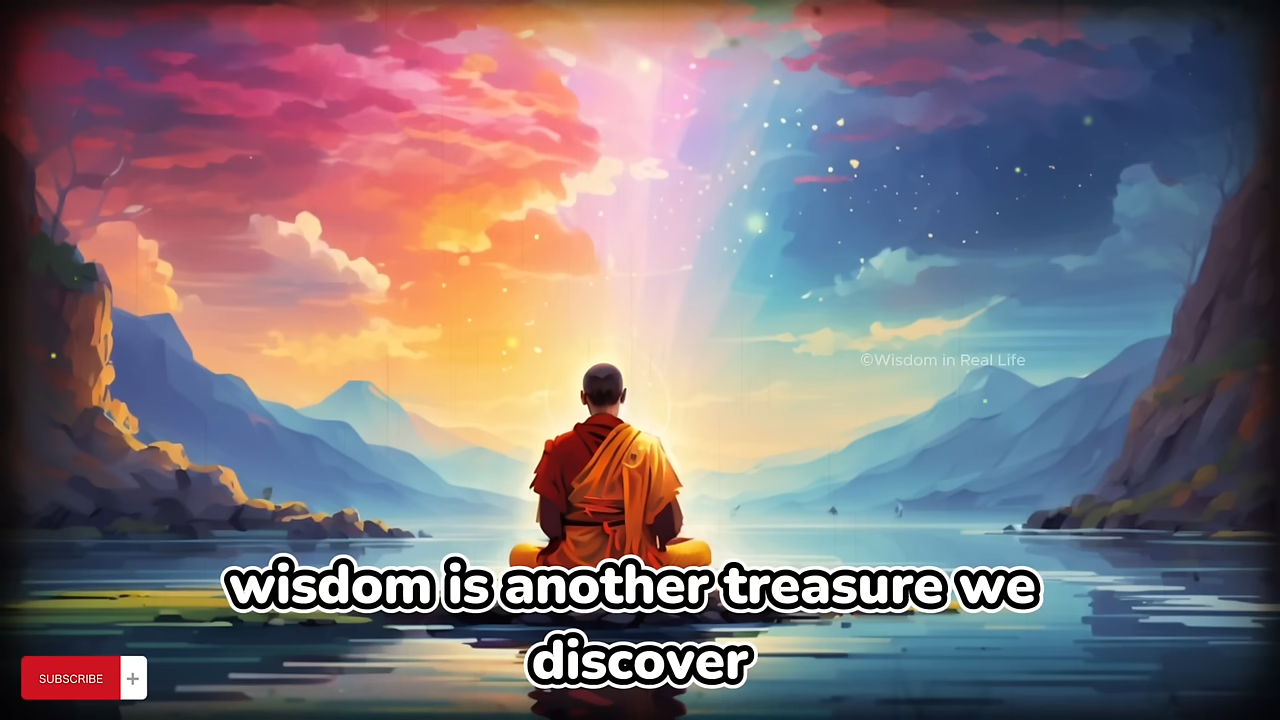 ©Wisdom in Real Life
wisdom is another treasure we
discover
SUBSCRIBE +